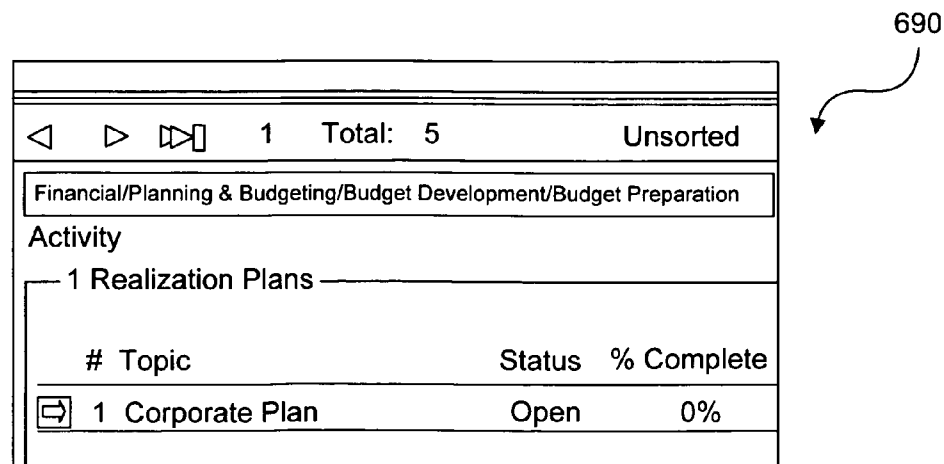 690
1 Total: 5 Unsorted
Financial/Planning & Budgeting/Budget Development/Budget Preparation
Activity
1 Realization Plans
# Topic Status % Complete
1 Corporate Plan Open 0%